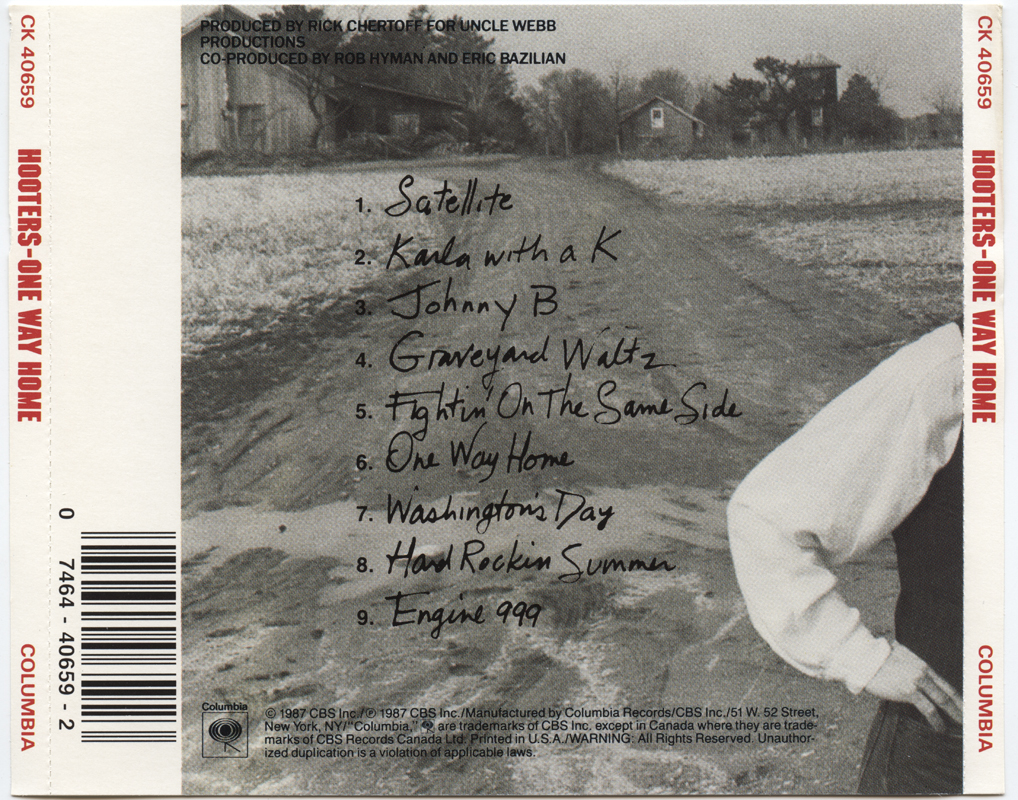 PRODUCED BY RICK CHERTOFF FOR UNCLE WEBB
PRODUCTIONS
CO-PRODUCED BY ROB HYMAN AND ERIC BAZILIAN
CK 40659
HOOTERS-ONE WAY HOME
COLUMBIA
1. Satellite
2. Karla with a K
3. Johnny B
4. Graveyard Waltz
5. Fightin' On The Same Side
6. One Way Home
7. Washington's Day
8. Hard Rockin Summer
9. Engine 999
0 7464 - 40659 - 2
Columbia
© 1987 CBS Inc./℗ 1987 CBS Inc./Manufactured by Columbia Records/CBS Inc./51 W. 52 Street,
New York, NY/"Columbia," are trademarks of CBS Inc. except in Canada where they are trade-
marks of CBS Records Canada Ltd. Printed in U.S.A./WARNING: All Rights Reserved. Unauthor-
ized duplication is a violation of applicable laws.
CK 40659
HOOTERS-ONE WAY HOME
COLUMBIA